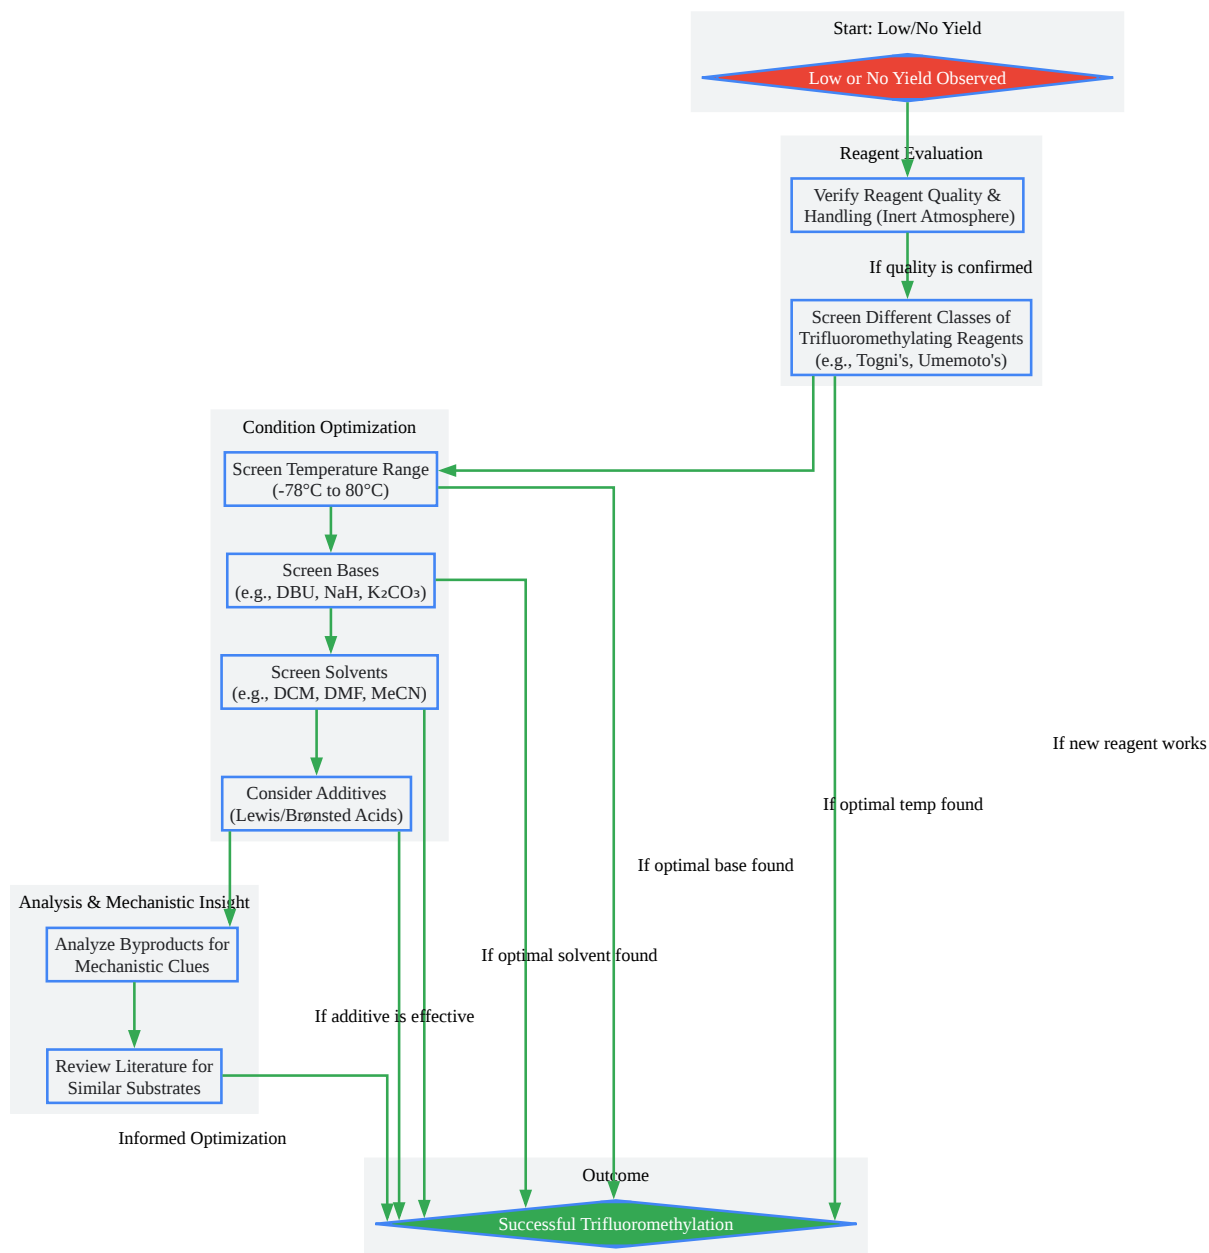 Start: Low/No Yield
Low or No Yield Observed
Reagent Evaluation
Verify Reagent Quality &
Handling (Inert Atmosphere)
If quality is confirmed
Screen Different Classes of
Trifluoromethylating Reagents
(e.g., Togni's, Umemoto's)
Condition Optimization
Screen Temperature Range
(-78°C to 80°C)
Screen Bases
(e.g., DBU, NaH, K₂CO₃)
Screen Solvents
(e.g., DCM, DMF, MeCN)
If new reagent works
Consider Additives
(Lewis/Brønsted Acids)
If optimal temp found
If optimal base found
Analysis & Mechanistic Insight
Analyze Byproducts for
Mechanistic Clues
If optimal solvent found
If additive is effective
Review Literature for
Similar Substrates
Informed Optimization
Outcome
Successful Trifluoromethylation